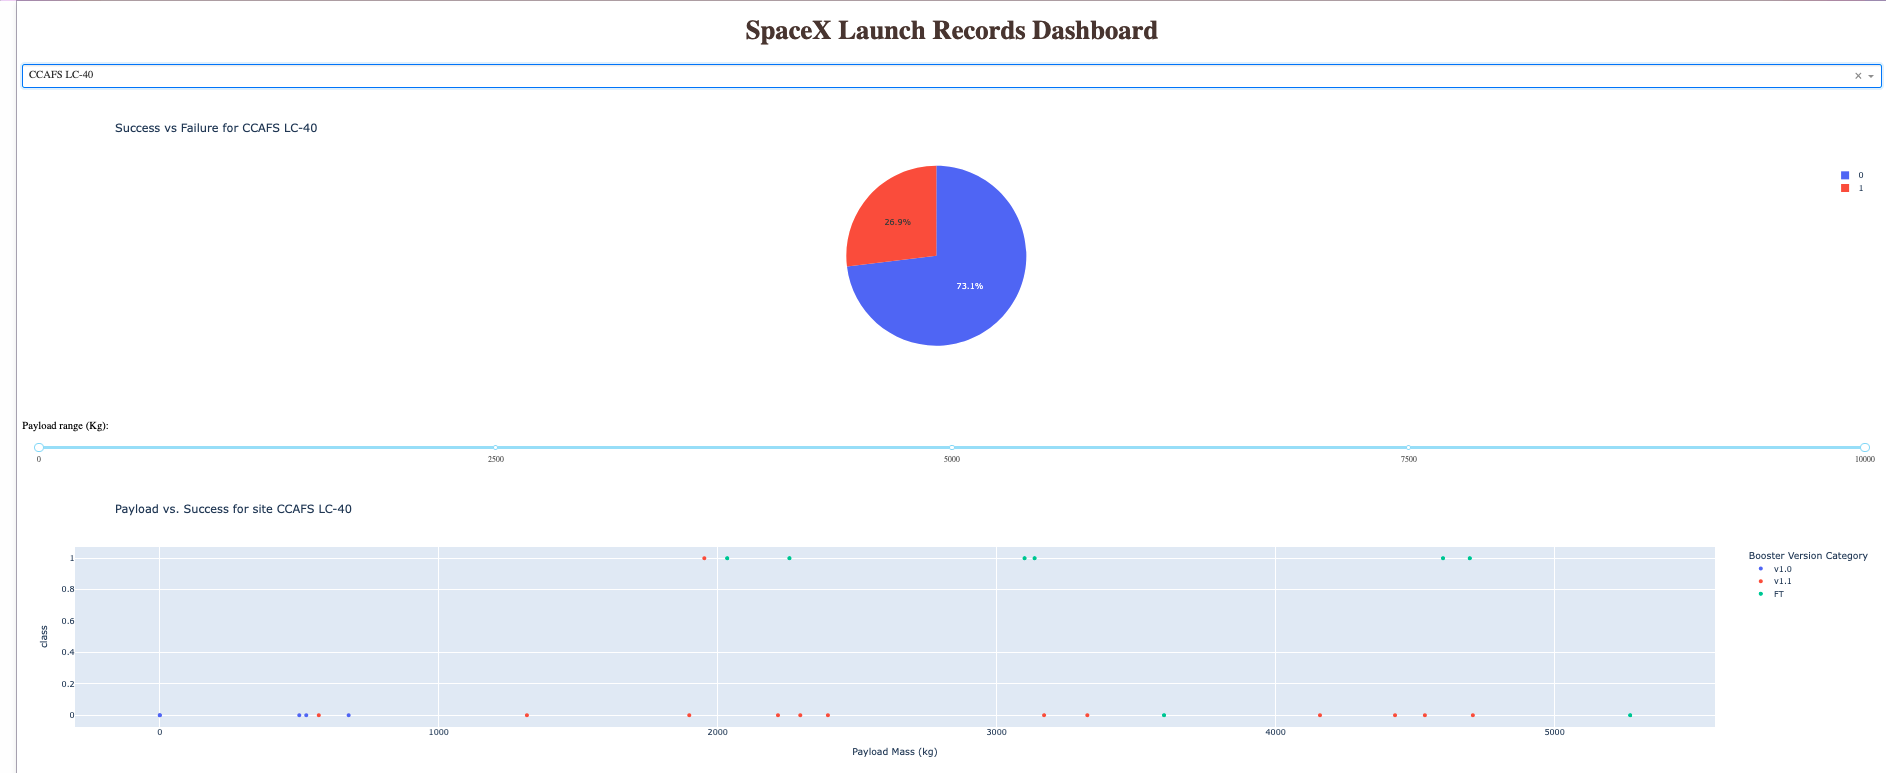 SpaceX Launch Records Dashboard
CCAFS LC-40
×
Success vs Failure for CCAFS LC-40
0
1
26.9%
73.1%
Payload range (Kg):
0 2500 5000 7500 10000
Payload vs. Success for site CCAFS LC-40
Booster Version Category
v1.0
v1.1
FT
class
1
0.8
0.6
0.4
0.2
0
0 1000 2000 3000 4000 5000
Payload Mass (kg)